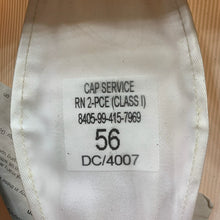 CAP SERVICE
RN 2-PCE (CLASS I)
8405-99-415-7969
56
DC/4007